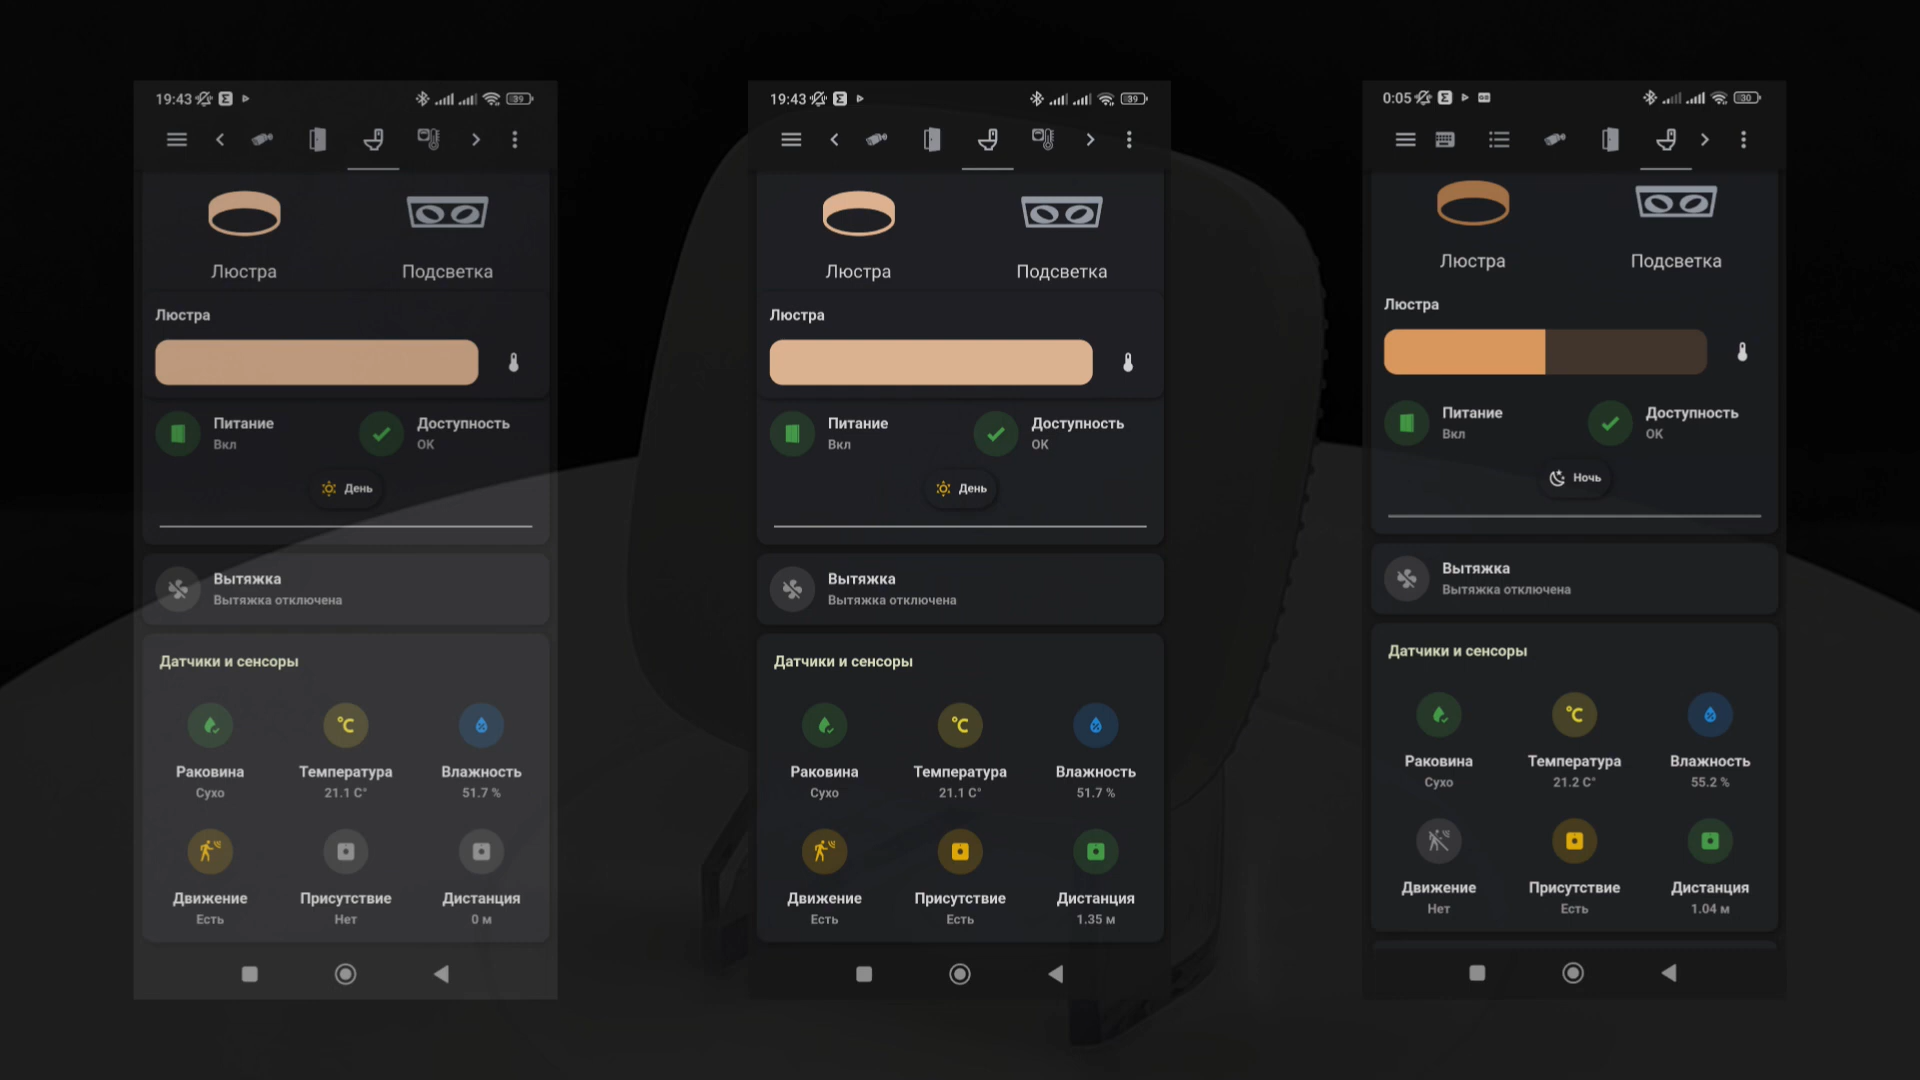 19:43
39
Люстра
Подсветка
Люстра
Питание
Вкл
Доступность
OK
День
Вытяжка
Вытяжка отключена
Датчики и сенсоры
°C
Раковина
Сухо
Температура
21.1 C°
Влажность
51.7 %
Движение
Есть
Присутствие
Нет
Дистанция
0 м
19:43
39
Люстра
Подсветка
Люстра
Питание
Вкл
Доступность
OK
День
Вытяжка
Вытяжка отключена
Датчики и сенсоры
°C
Раковина
Сухо
Температура
21.1 C°
Влажность
51.7 %
Движение
Есть
Присутствие
Есть
Дистанция
1.35 м
0:05
30
Люстра
Подсветка
Люстра
Питание
Вкл
Доступность
OK
Ночь
Вытяжка
Вытяжка отключена
Датчики и сенсоры
°C
Раковина
Сухо
Температура
21.2 C°
Влажность
55.2 %
Движение
Нет
Присутствие
Есть
Дистанция
1.04 м